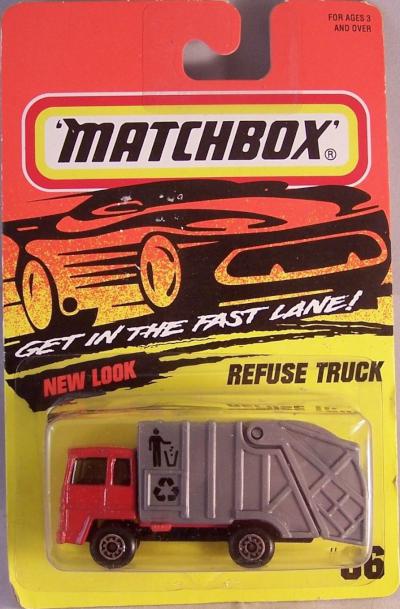 FOR AGES 3
AND OVER
'MATCHBOX'®
GET IN THE FAST LANE!
NEW LOOK
REFUSE TRUCK